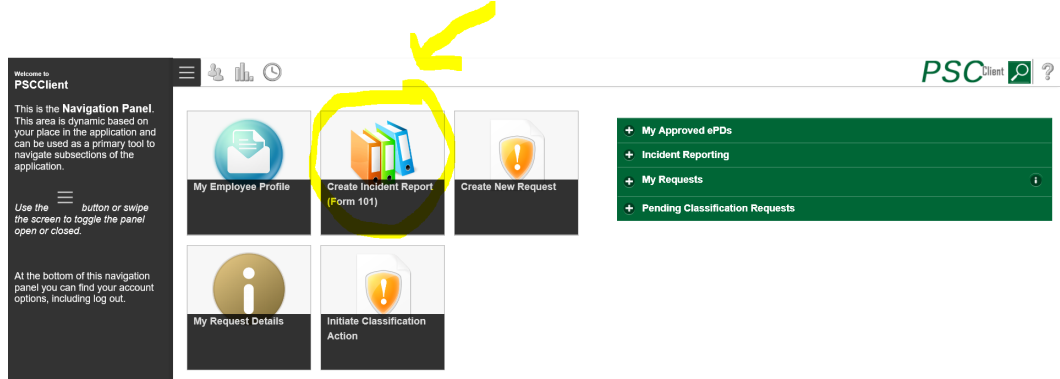 Welcome to
PSCClient
This is the Navigation Panel.
This area is dynamic based on
your place in the application and
can be used as a primary tool to
navigate subsections of the
application.
Use the button or swipe
the screen to toggle the panel
open or closed.
At the bottom of this navigation
panel you can find your account
options, including log out.
PSC Client ?
My Employee Profile
Create Incident Report
(Form 101)
Create New Request
My Request Details
Initiate Classification
Action
My Approved ePDs
Incident Reporting
My Requests
Pending Classification Requests